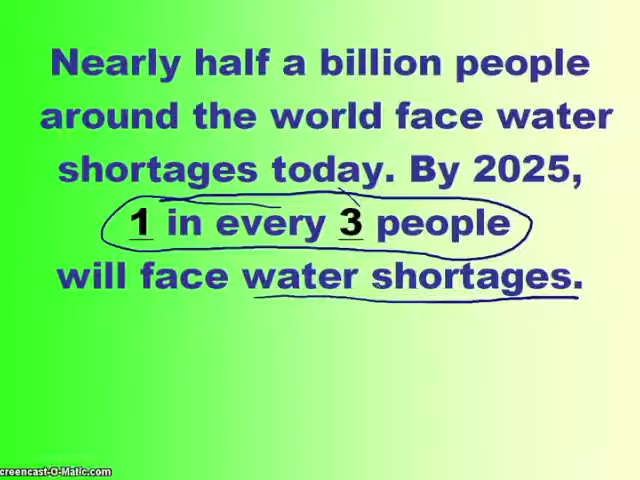 Nearly half a billion people
around the world face water
shortages today. By 2025,
1 in every 3 people
will face water shortages.
creencast-O-Matic.com